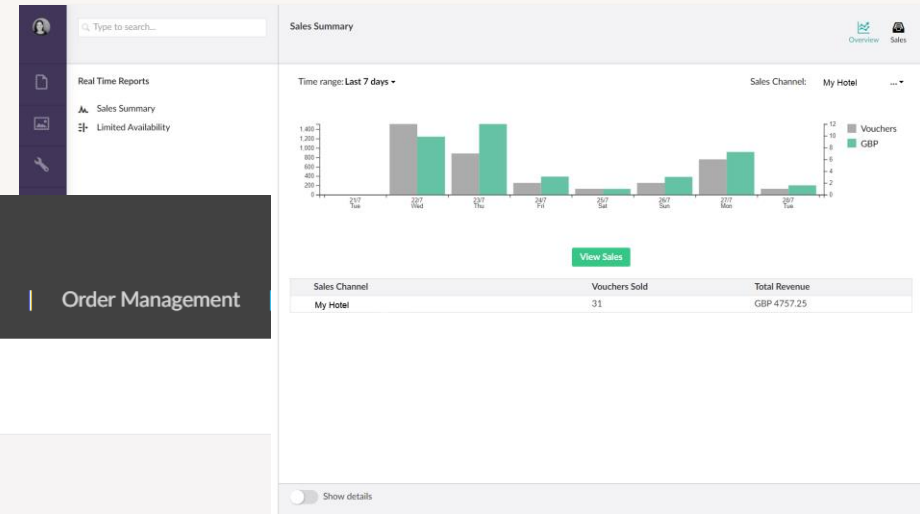 Type to search...
Sales Summary
Overview
Sales
Real Time Reports
Sales Summary
Limited Availability
Time range: Last 7 days
Sales Channel: My Hotel ...
1,400
1,200
1,000
800
600
400
200
0
12
10
8
6
4
2
0
Vouchers
GBP
21/7 22/7 23/7 24/7 25/7 26/7 27/7 28/7
Tue Wed Thu Fri Sat Sun Mon Tue
View Sales
Order Management
Sales Channel Vouchers Sold Total Revenue
My Hotel 31 GBP 4757.25
Show details